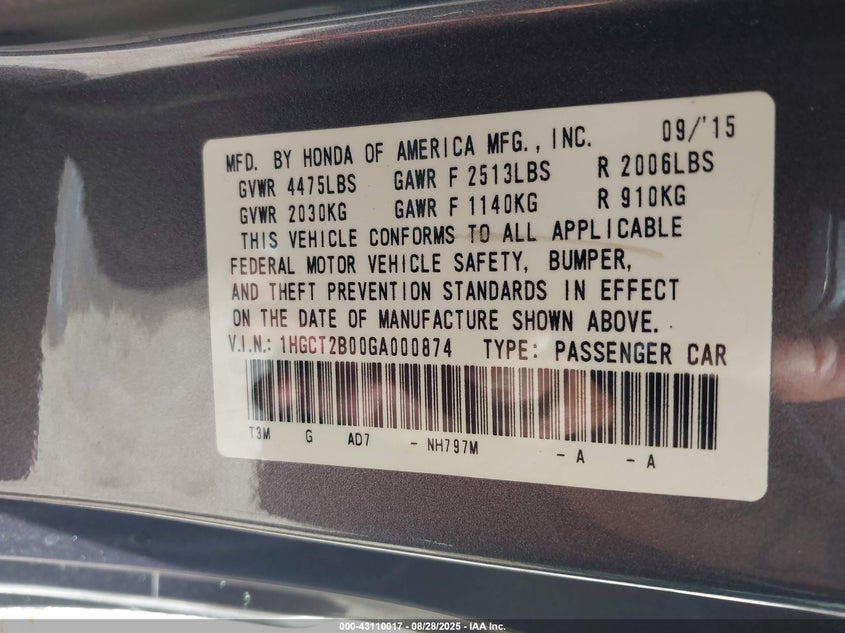 MFD. BY HONDA OF AMERICA MFG., INC. 09/'15
GVWR 4475LBS GAWR F 2513LBS R 2006LBS
GVWR 2030KG GAWR F 1140KG R 910KG
THIS VEHICLE CONFORMS TO ALL APPLICABLE
FEDERAL MOTOR VEHICLE SAFETY, BUMPER,
AND THEFT PREVENTION STANDARDS IN EFFECT
ON THE DATE OF MANUFACTURE SHOWN ABOVE.
V.I.N.: 1HGCT2B00GA000874 TYPE: PASSENGER CAR
T3M G AD7 - NH797M - A - A
000-43110017 - 08/28/2025 - IAA Inc.